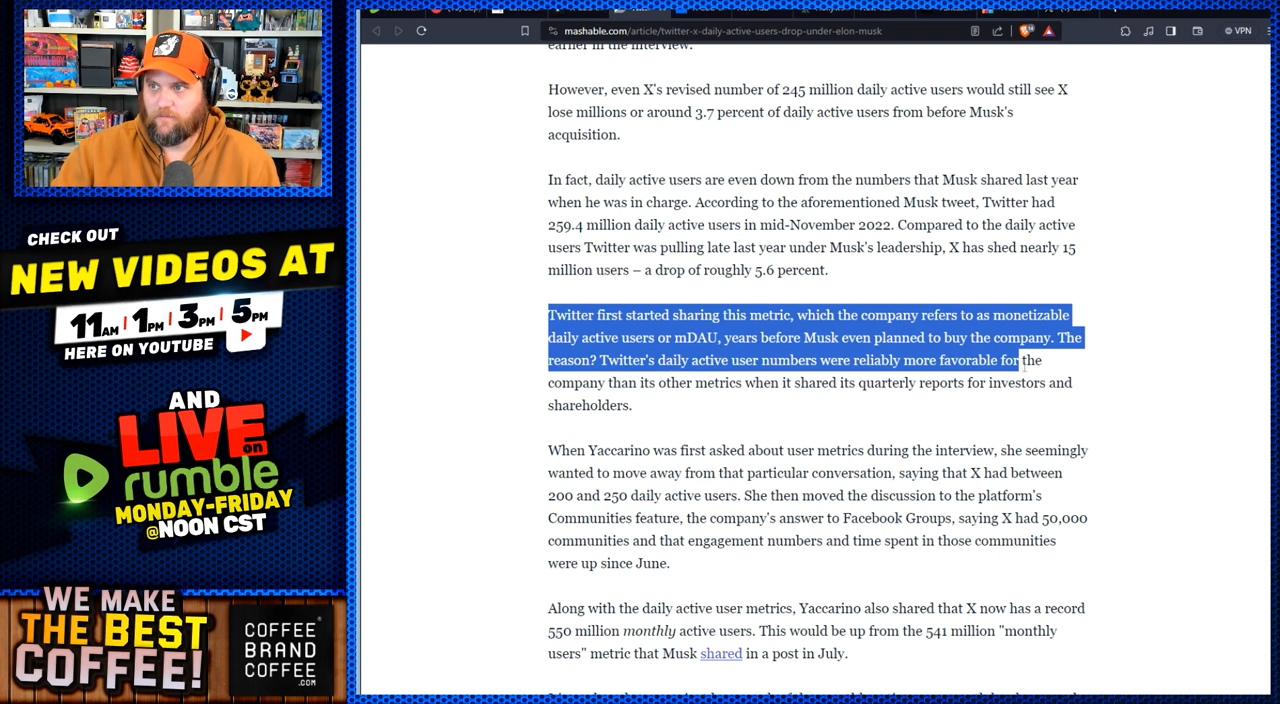 CHECK OUT
NEW VIDEOS AT
11AM | 1PM | 3PM | 5PM
HERE ON YOUTUBE
AND
LIVE on
rumble
MONDAY-FRIDAY
@NOON CST
WE MAKE
THE BEST
COFFEE!
COFFEE
BRAND
COFFEE
.COM
mashable.com/article/twitter-x-daily-active-users-drop-under-elon-musk
VPN
earlier in the interview.
However, even X's revised number of 245 million daily active users would still see X
lose millions or around 3.7 percent of daily active users from before Musk's
acquisition.
In fact, daily active users are even down from the numbers that Musk shared last year
when he was in charge. According to the aforementioned Musk tweet, Twitter had
259.4 million daily active users in mid-November 2022. Compared to the daily active
users Twitter was pulling late last year under Musk's leadership, X has shed nearly 15
million users – a drop of roughly 5.6 percent.
Twitter first started sharing this metric, which the company refers to as monetizable
daily active users or mDAU, years before Musk even planned to buy the company. The
reason? Twitter's daily active user numbers were reliably more favorable for the
company than its other metrics when it shared its quarterly reports for investors and
shareholders.
When Yaccarino was first asked about user metrics during the interview, she seemingly
wanted to move away from that particular conversation, saying that X had between
200 and 250 daily active users. She then moved the discussion to the platform's
Communities feature, the company's answer to Facebook Groups, saying X had 50,000
communities and that engagement numbers and time spent in those communities
were up since June.
Along with the daily active user metrics, Yaccarino also shared that X now has a record
550 million monthly active users. This would be up from the 541 million "monthly
users" metric that Musk shared in a post in July.